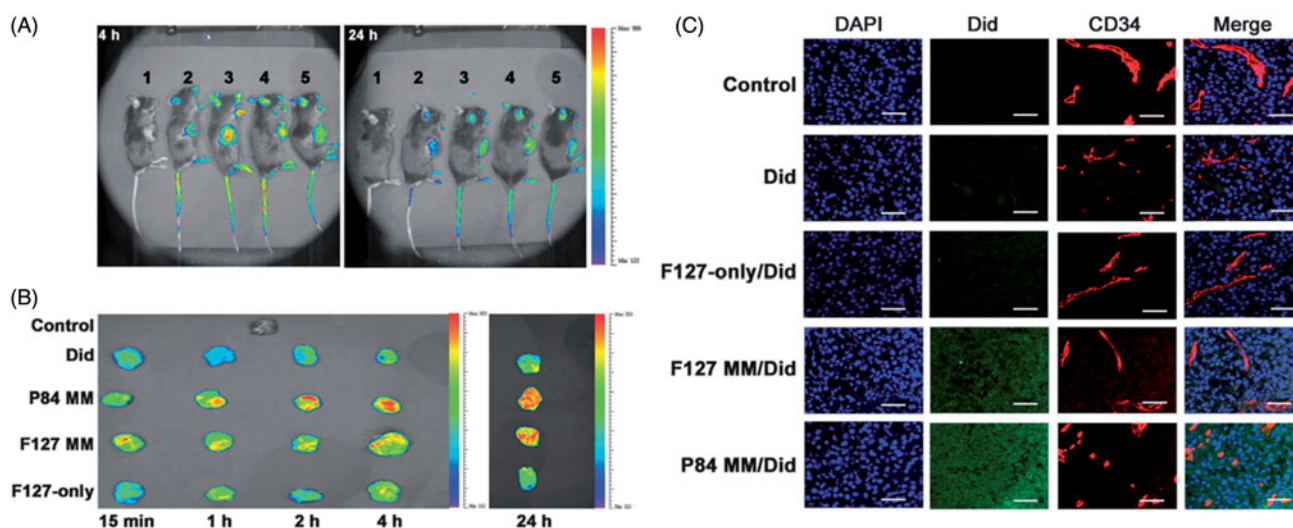 (A)
4 h
1 2 3 4 5
24 h
1 2 3 4 5
(B)
Control
Did
P84 MM
F127 MM
F127-only
15 min 1 h 2 h 4 h 24 h
(C)
DAPI Did CD34 Merge
Control
Did
F127-only/Did
F127 MM/Did
P84 MM/Did